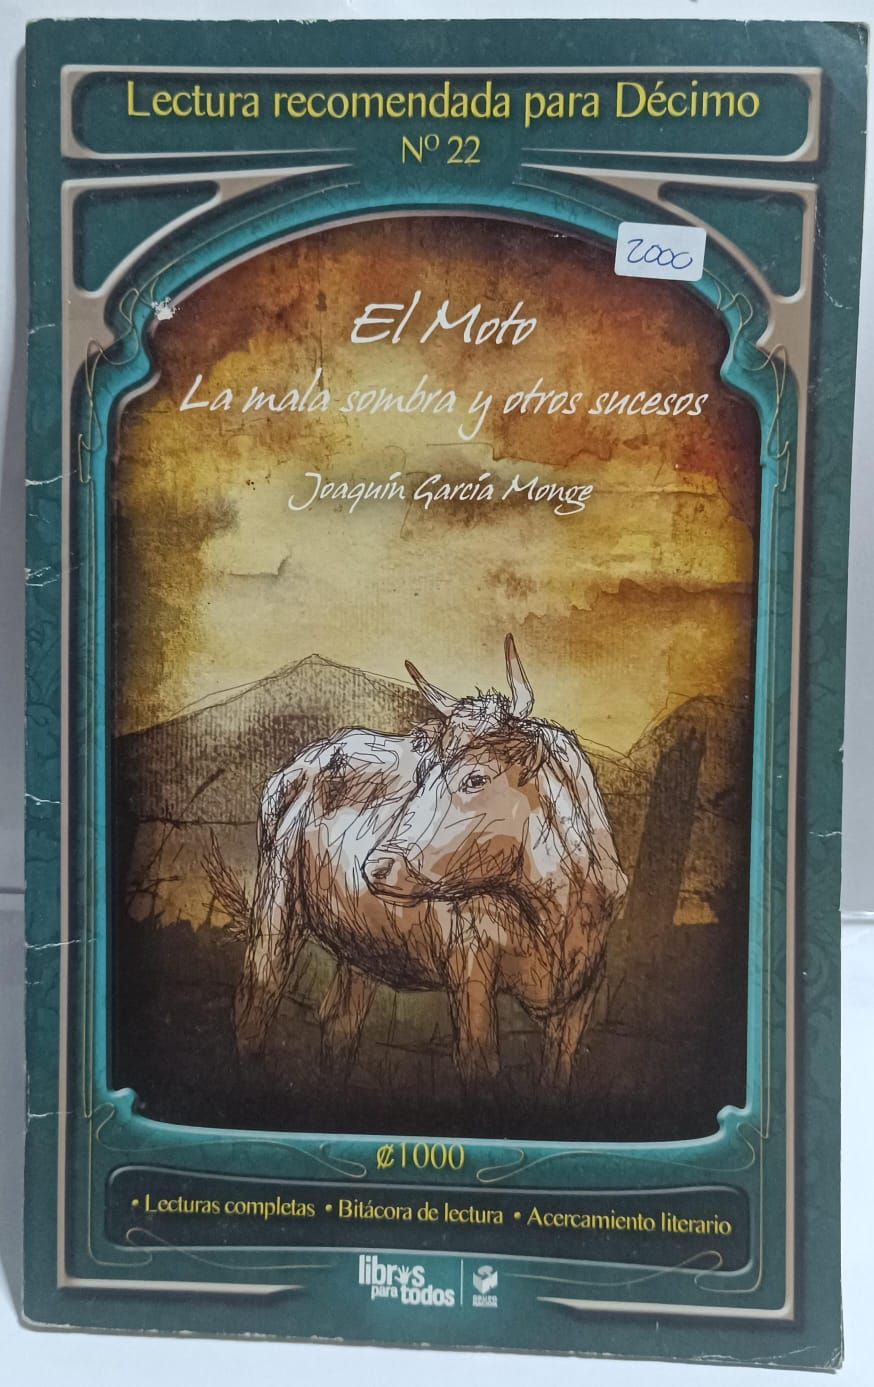 Lectura recomendada para Décimo
Nº 22
2000
El Moto
La mala sombra y otros sucesos
Joaquín García Monge
₡1000
• Lecturas completas • Bitácora de lectura • Acercamiento literario
libros
para todos